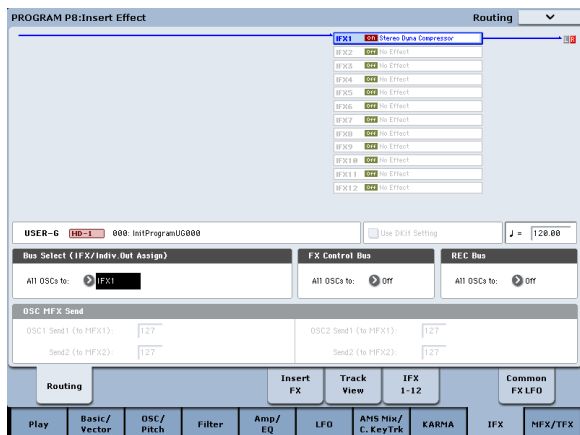 PROGRAM P8:Insert Effect Routing
IFX1 On Stereo Dyna Compressor
L R
IFX2 Off No Effect
IFX3 Off No Effect
IFX4 Off No Effect
IFX5 Off No Effect
IFX6 Off No Effect
IFX7 Off No Effect
IFX8 Off No Effect
IFX9 Off No Effect
IFX10 Off No Effect
IFX11 Off No Effect
IFX12 Off No Effect
USER-G HD-1 000: InitProgramUG000 Use DKit Setting ♩ = 120.00
Bus Select (IFX/Indiv.Out Assign) FX Control Bus REC Bus
All OSCs to: IFX1 All OSCs to: Off All OSCs to: Off
OSC MFX Send
OSC1 Send1 (to MFX1): 127 OSC2 Send1 (to MFX1): 127
Send2 (to MFX2): 127 Send2 (to MFX2): 127
Routing Insert FX Track View IFX 1-12 Common FX LFO
Play Basic/Vector OSC/Pitch Filter Amp/EQ LFO AMS Mix/C.KeyTrk KARMA IFX MFX/TFX